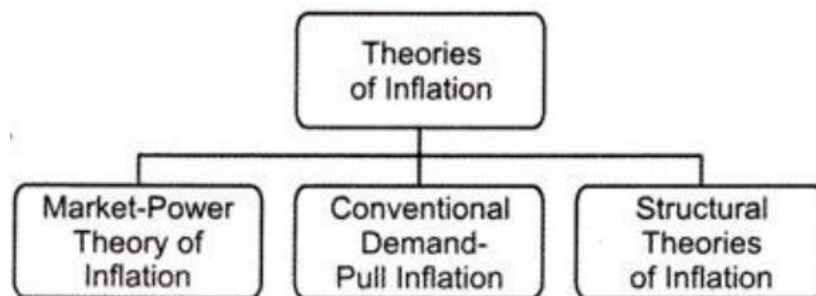 Theories
of Inflation
Market-Power
Theory of
Inflation
Conventional
Demand-
Pull Inflation
Structural
Theories
of Inflation